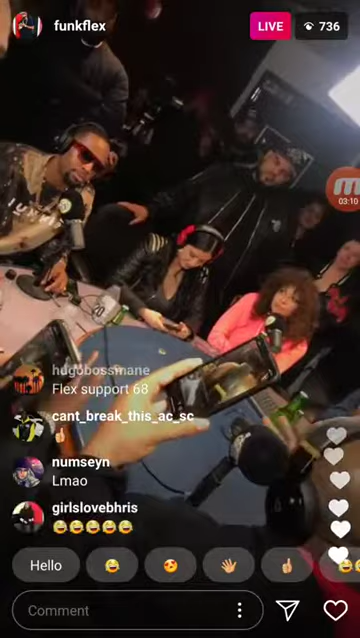 funkflex
LIVE
736
03:10
hugobossmane
Flex support 68
cant_break_this_ac_sc
numseyn
Lmao
girlslovebhris
Hello
Comment